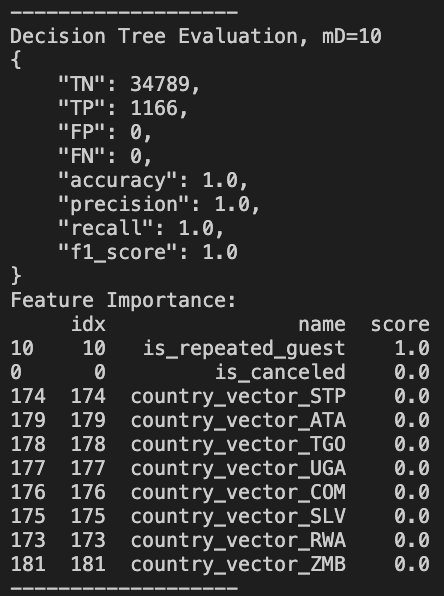 -------------------
Decision Tree Evaluation, mD=10
{
    "TN": 34789,
    "TP": 1166,
    "FP": 0,
    "FN": 0,
    "accuracy": 1.0,
    "precision": 1.0,
    "recall": 1.0,
    "f1_score": 1.0
}
Feature Importance:
     idx                name  score
10    10   is_repeated_guest    1.0
0      0         is_canceled    0.0
174  174  country_vector_STP    0.0
179  179  country_vector_ATA    0.0
178  178  country_vector_TGO    0.0
177  177  country_vector_UGA    0.0
176  176  country_vector_COM    0.0
175  175  country_vector_SLV    0.0
173  173  country_vector_RWA    0.0
181  181  country_vector_ZMB    0.0
-------------------